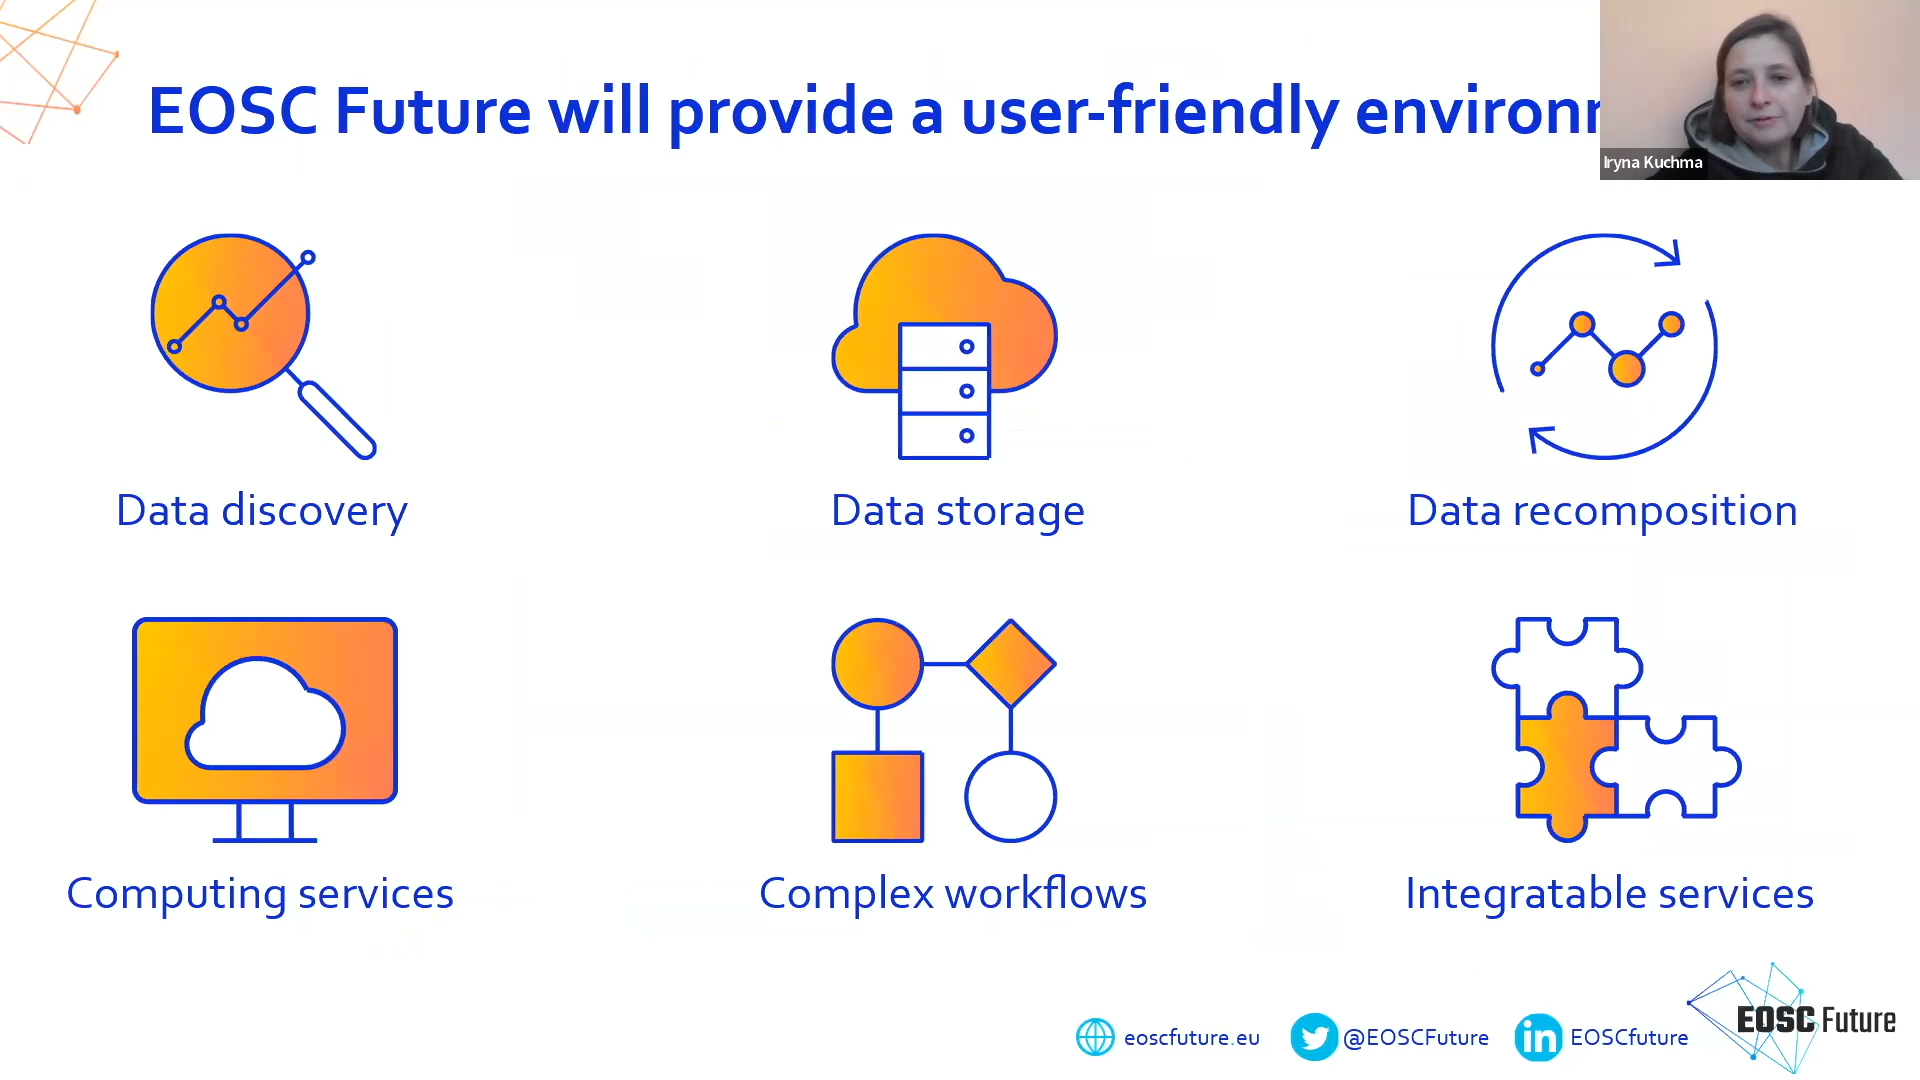 EOSC Future will provide a user-friendly environ
Iryna Kuchma
Data discovery
Data storage
Data recomposition
Computing services
Complex workflows
Integratable services
eoscfuture.eu
@EOSCFuture
in EOSCfuture
EOSC Future